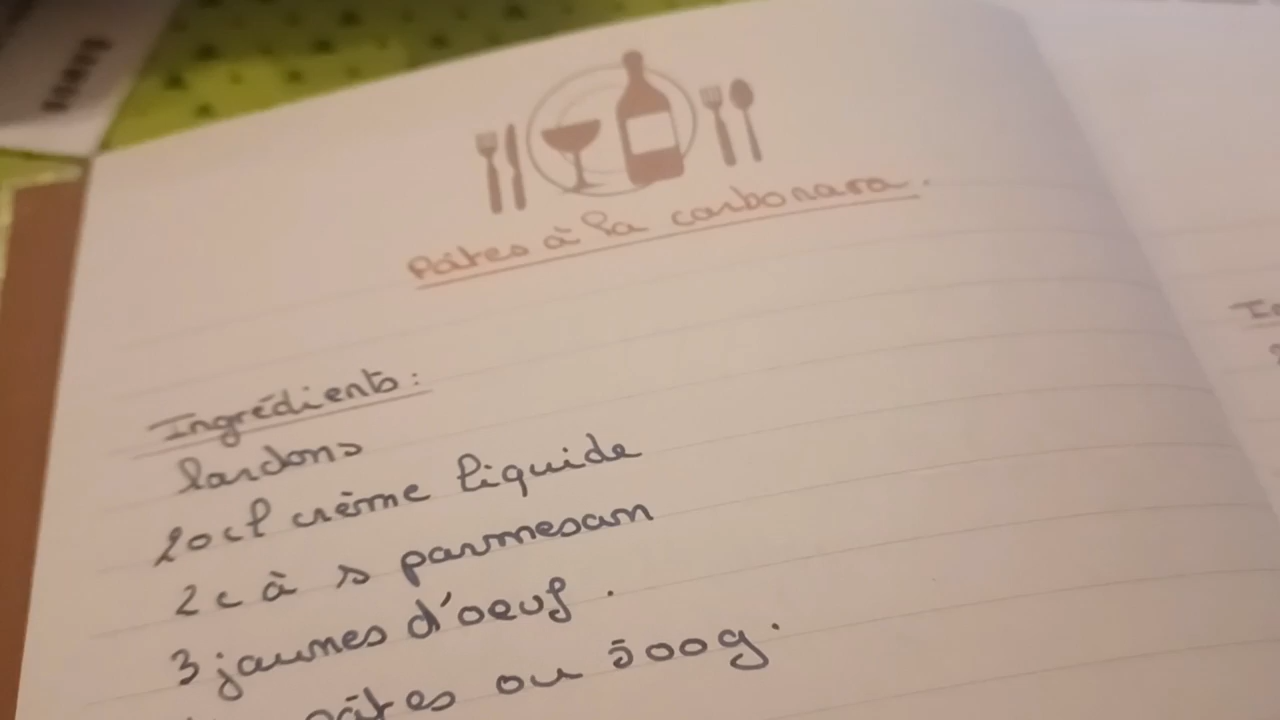 Pâtes à la carbonara.
Ingrédients:
lardons
20cl crème liquide
2 c à s parmesan
3 jaunes d'oeuf.
pâtes ou 500g.